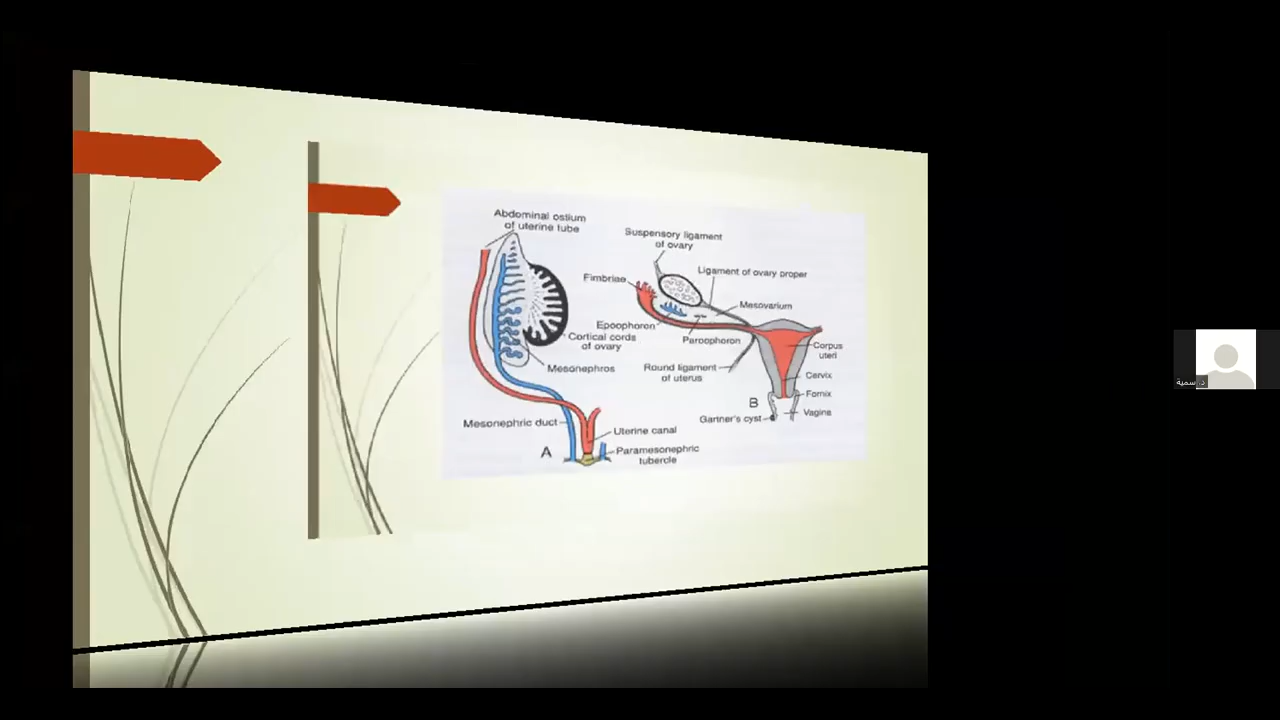 Abdominal ostium
of uterine tube
Cortical cords
of ovary
Mesonephros
Mesonephric duct
Uterine canal
Paramesonephric
tubercle
A
Suspensory ligament
of ovary
Ligament of ovary proper
Fimbriae
Mesovarium
Epoophoron
Paroophoron
Round ligament
of uterus
Corpus
uteri
Cervix
Fornix
B
Gartner's cyst
Vagina
د. سمية